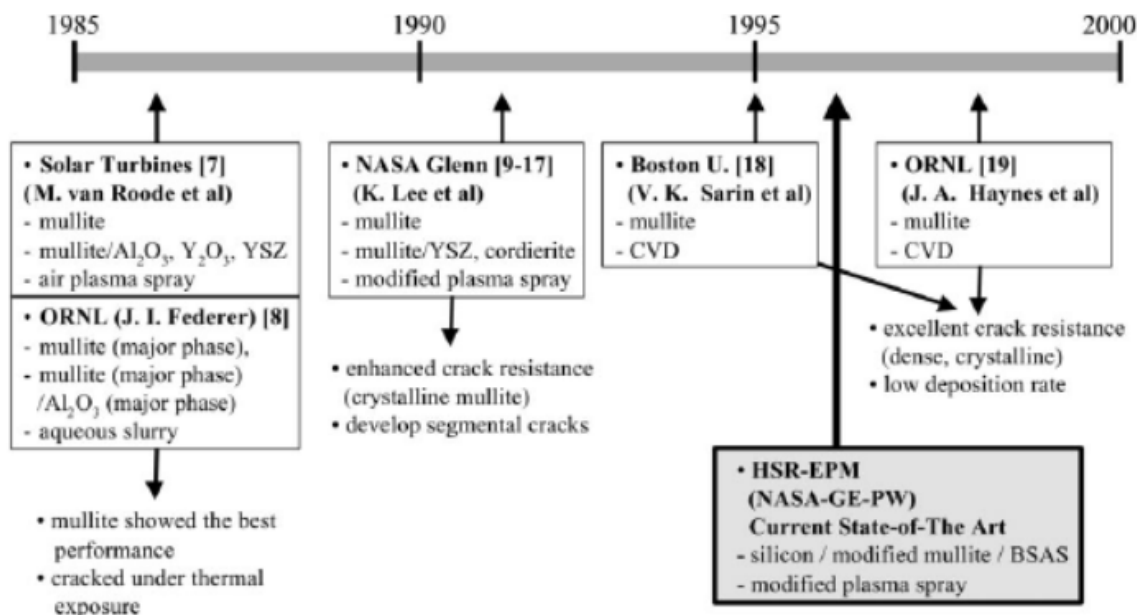 1985
1990
1995
2000
• Solar Turbines [7]
(M. van Roode et al)
- mullite
- mullite/Al₂O₃, Y₂O₃, YSZ
- air plasma spray
• ORNL (J. I. Federer) [8]
- mullite (major phase),
- mullite (major phase)
/Al₂O₃ (major phase)
- aqueous slurry
• mullite showed the best
performance
• cracked under thermal
exposure
• NASA Glenn [9-17]
(K. Lee et al)
- mullite
- mullite/YSZ, cordierite
- modified plasma spray
• enhanced crack resistance
(crystalline mullite)
• develop segmental cracks
• Boston U. [18]
(V. K. Sarin et al)
- mullite
- CVD
• ORNL [19]
(J. A. Haynes et al)
- mullite
- CVD
• excellent crack resistance
(dense, crystalline)
• low deposition rate
• HSR-EPM
(NASA-GE-PW)
Current State-of-The Art
- silicon / modified mullite / BSAS
- modified plasma spray